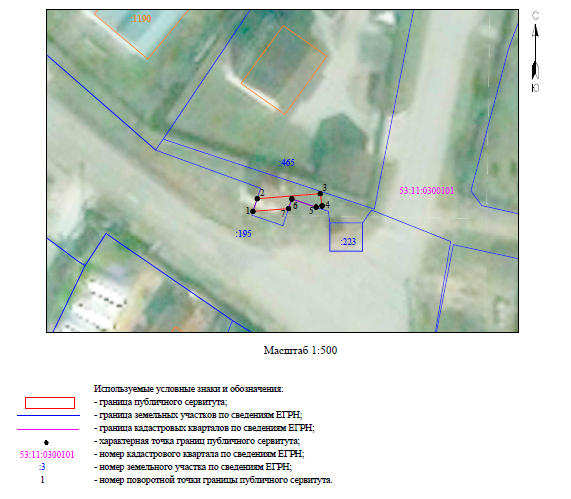 :1190
С
Ю
:465
2
3
53:11:0300101
1
7
6
5
4
:195
:223
Масштаб 1:500
Используемые условные знаки и обозначения:
- граница публичного сервитута;
- граница земельных участков по сведениям ЕГРН;
- граница кадастровых кварталов по сведениям ЕГРН;
- характерная точка границ публичного сервитута;
53:11:0300101 - номер кадастрового квартала по сведениям ЕГРН;
:3 - номер земельного участка по сведениям ЕГРН;
1 - номер поворотной точки границы публичного сервитута.